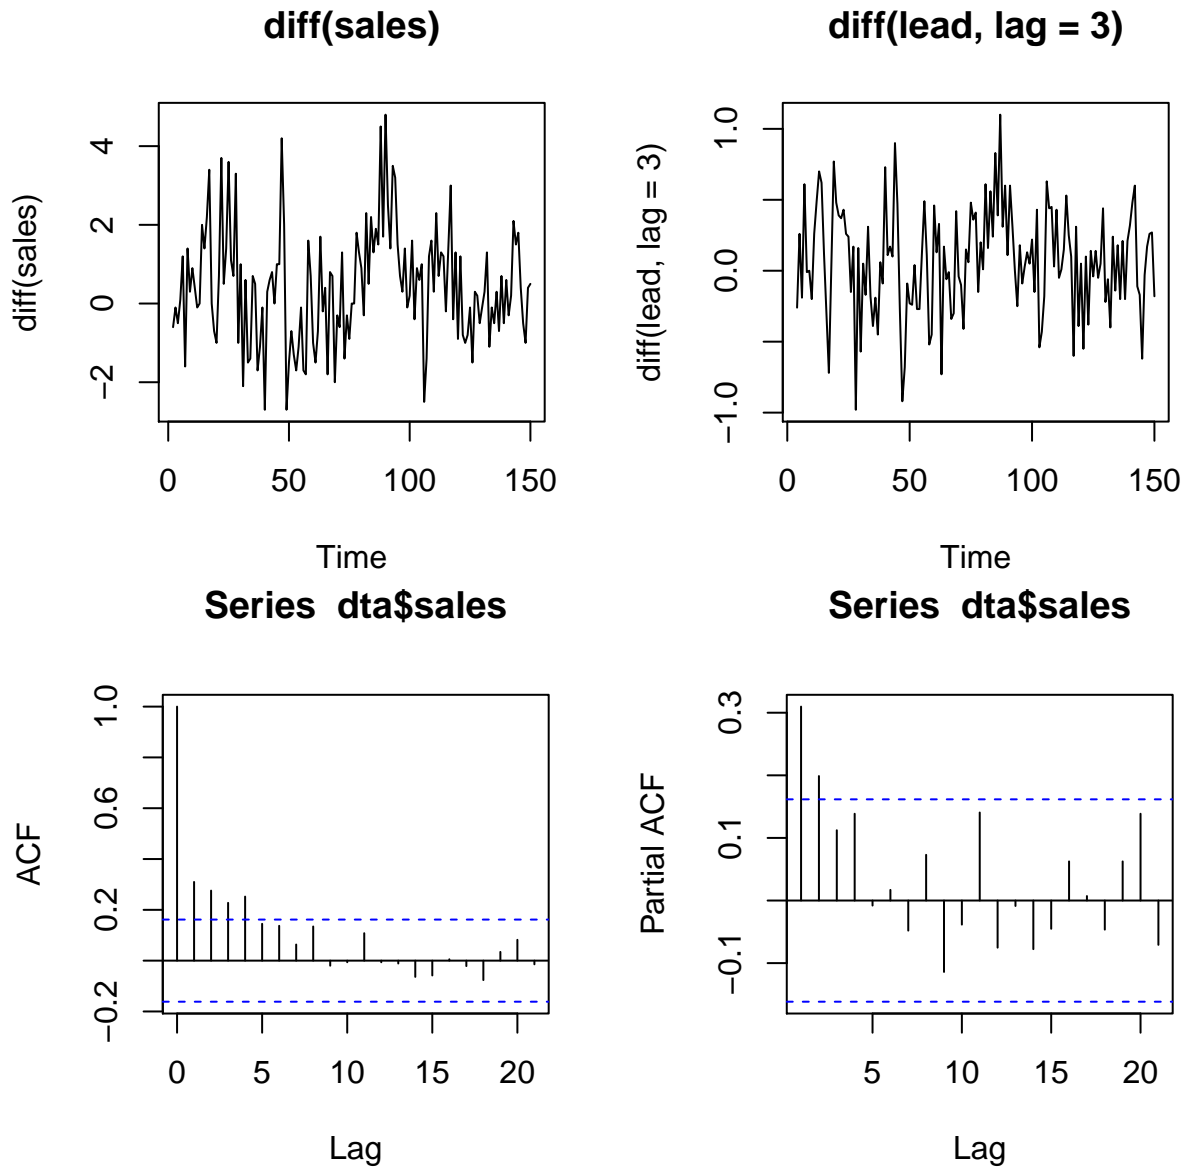 diff(sales)
diff(sales)
4
2
0
−2
0 50 100 150
Time
diff(lead, lag = 3)
diff(lead, lag = 3)
1.0
0.0
−1.0
0 50 100 150
Time
Series dta$sales
ACF
1.0
0.6
0.2
−0.2
0 5 10 15 20
Lag
Series dta$sales
Partial ACF
0.3
0.1
−0.1
5 10 15 20
Lag